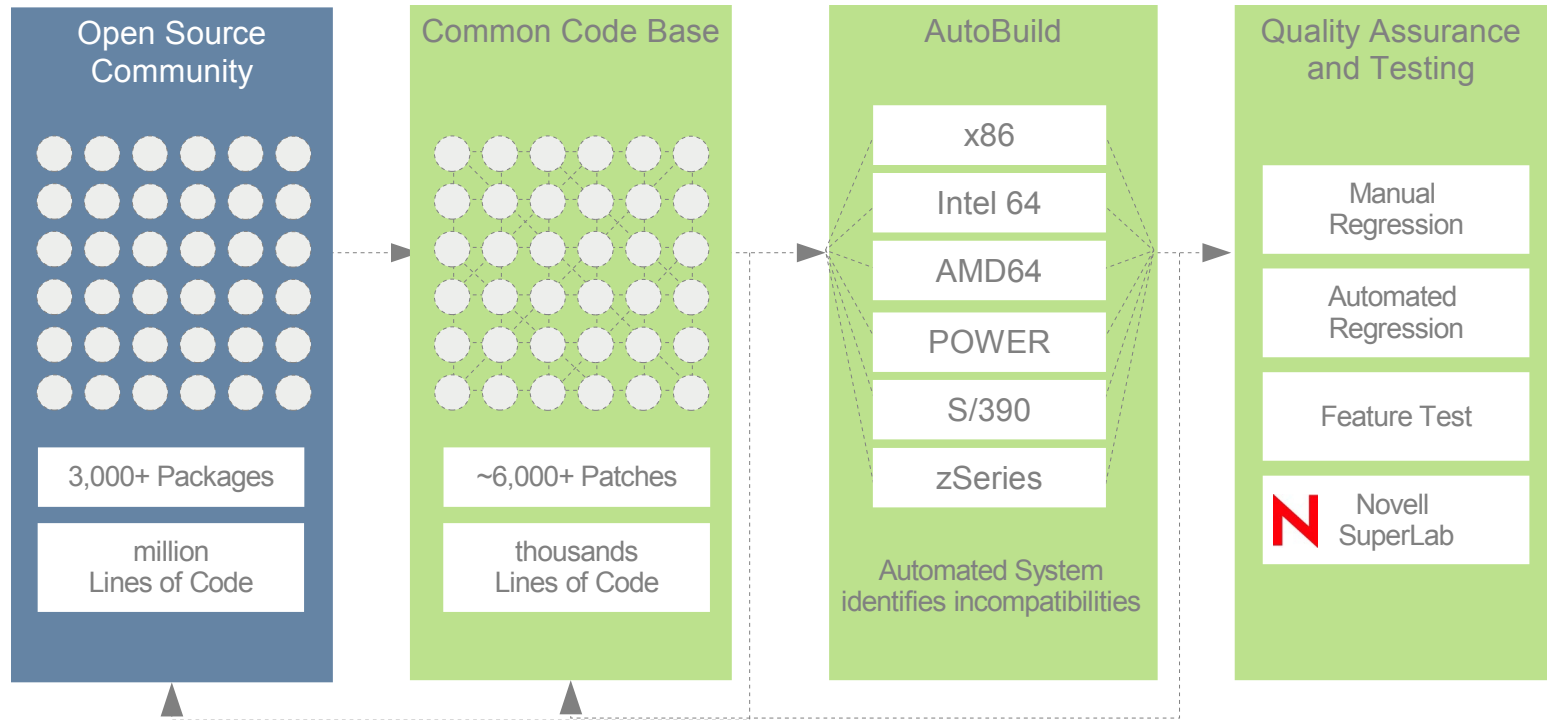 Open Source
Community
3,000+ Packages
million
Lines of Code
Common Code Base
~6,000+ Patches
thousands
Lines of Code
AutoBuild
x86
Intel 64
AMD64
POWER
S/390
zSeries
Automated System
identifies incompatibilities
Quality Assurance
and Testing
Manual
Regression
Automated
Regression
Feature Test
N
Novell
SuperLab